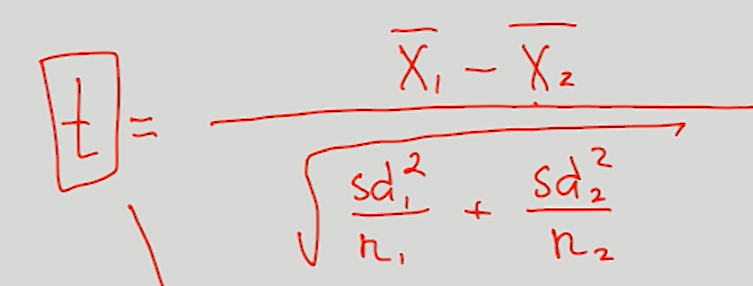 t = (X̄₁ − X̄₂) / √(sd₁²/n₁ + sd₂²/n₂)